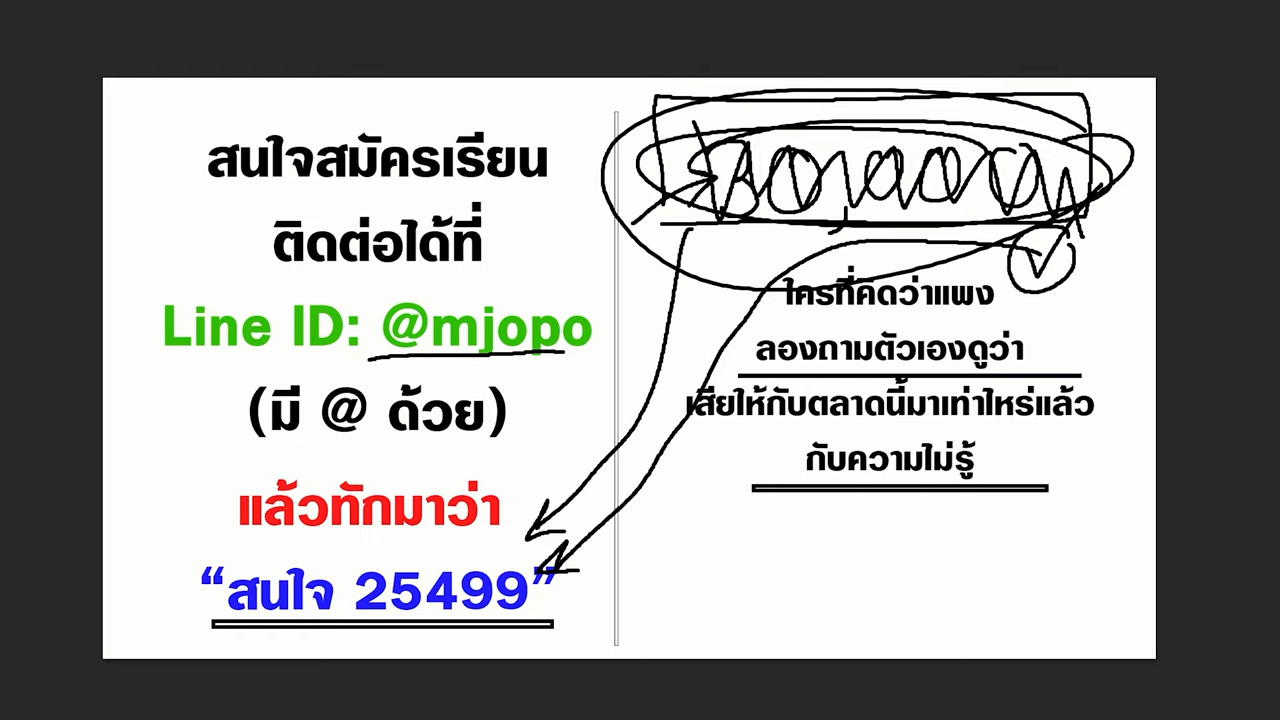 สนใจสมัครเรียน
ติดต่อได้ที่
Line ID: @mjopo
(มี @ ด้วย)
แล้วทักมาว่า
“สนใจ 25499”
ใครที่คิดว่าแพง
ลองถามตัวเองดูว่า
เสียให้กับตลาดนี้มาเท่าไหร่แล้ว
กับความไม่รู้